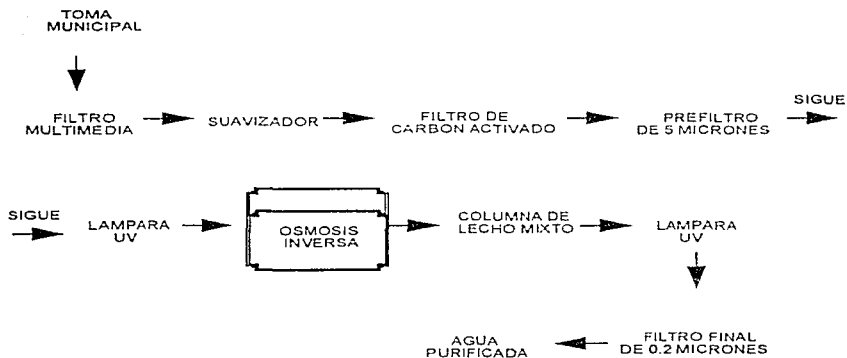 TOMA
MUNICIPAL
FILTRO
MULTIMEDIA
SUAVIZADOR
FILTRO DE
CARBON ACTIVADO
PREFILTRO
DE 5 MICRONES
SIGUE
SIGUE
LAMPARA
UV
OSMOSIS
INVERSA
COLUMNA DE
LECHO MIXTO
LAMPARA
UV
FILTRO FINAL
DE 0.2 MICRONES
AGUA
PURIFICADA